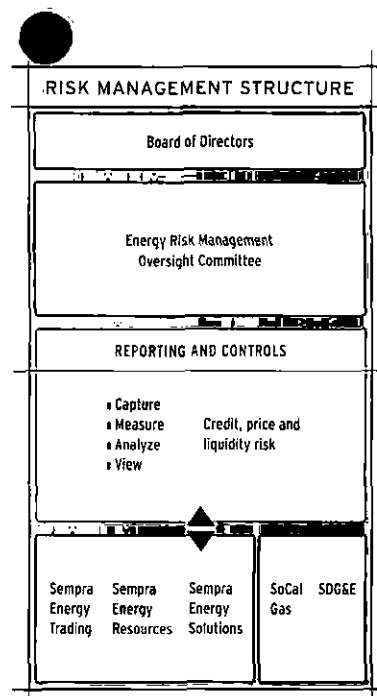 RISK MANAGEMENT STRUCTURE
Board of Directors
Energy Risk Management
Oversight Committee
REPORTING AND CONTROLS
▪ Capture
▪ Measure
▪ Analyze
▪ View
Credit, price and
liquidity risk
Sempra
Energy
Trading
Sempra
Energy
Resources
Sempra
Energy
Solutions
SoCal
Gas
SDG&E